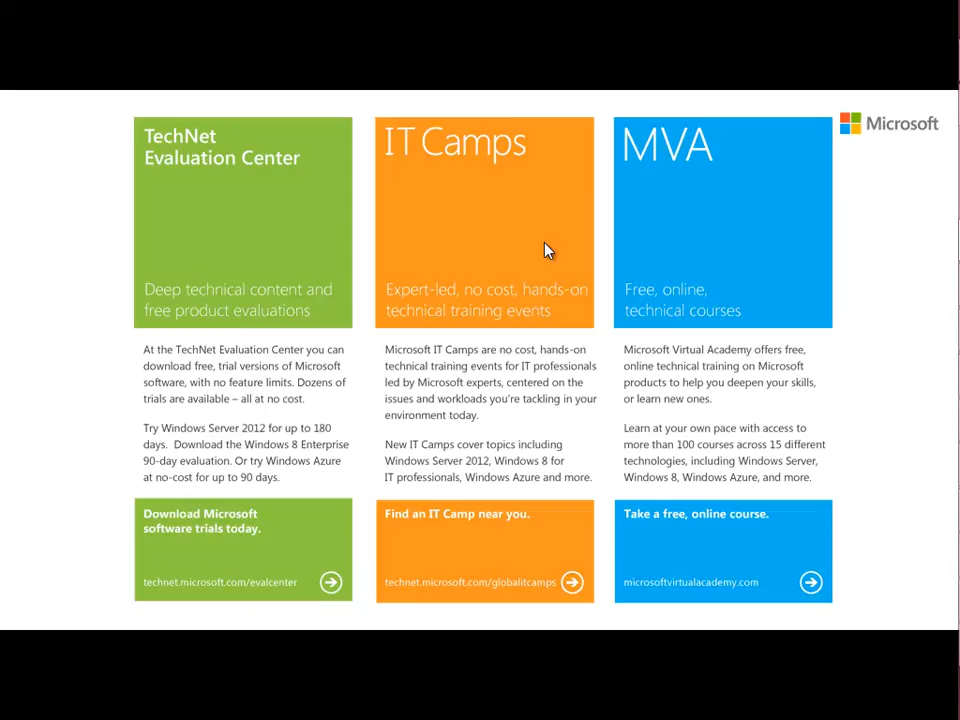 TechNet
Evaluation Center
Deep technical content and
free product evaluations
At the TechNet Evaluation Center you can
download free, trial versions of Microsoft
software, with no feature limits. Dozens of
trials are available – all at no cost.
Try Windows Server 2012 for up to 180
days. Download the Windows 8 Enterprise
90-day evaluation. Or try Windows Azure
at no-cost for up to 90 days.
Download Microsoft
software trials today.
technet.microsoft.com/evalcenter
IT Camps
Expert-led, no cost, hands-on
technical training events
Microsoft IT Camps are no cost, hands-on
technical training events for IT professionals
led by Microsoft experts, centered on the
issues and workloads you're tackling in your
environment today.
New IT Camps cover topics including
Windows Server 2012, Windows 8 for
IT professionals, Windows Azure and more.
Find an IT Camp near you.
technet.microsoft.com/globalitcamps
MVA
Free, online,
technical courses
Microsoft Virtual Academy offers free,
online technical training on Microsoft
products to help you deepen your skills,
or learn new ones.
Learn at your own pace with access to
more than 100 courses across 15 different
technologies, including Windows Server,
Windows 8, Windows Azure, and more.
Take a free, online course.
microsoftvirtualacademy.com
Microsoft